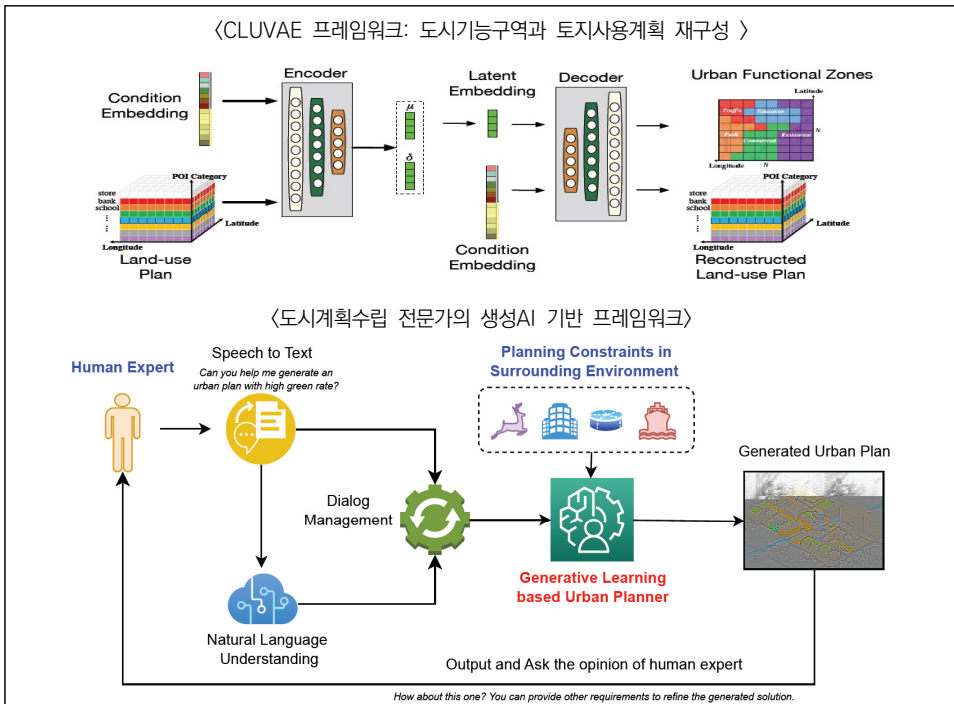 〈CLUVAE 프레임워크: 도시기능구역과 토지사용계획 재구성 〉
Condition
Embedding
Encoder
Latent
Embedding
Decoder
Urban Functional Zones
μ
δ
Latitude
Traffic
Education
Park
Commercial
Residential
N
Longitude
N
POI Category
store
bank
school
Latitude
Longitude
Land-use
Plan
Condition
Embedding
POI Category
store
bank
school
Latitude
Longitude
Reconstructed
Land-use Plan
〈도시계획수립 전문가의 생성AI 기반 프레임워크〉
Human Expert
Speech to Text
Can you help me generate an
urban plan with high green rate?
Planning Constraints in
Surrounding Environment
Generated Urban Plan
Dialog
Management
Generative Learning
based Urban Planner
Natural Language
Understanding
Output and Ask the opinion of human expert
How about this one? You can provide other requirements to refine the generated solution.